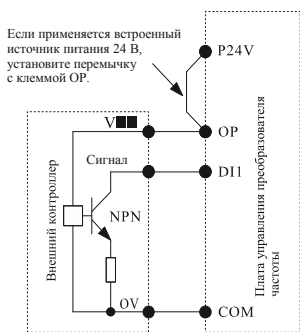 Если применяется встроенный
источник питания 24 В,
установите перемычку
с клеммой OP.
P24V
V■■
OP
Сигнал
DI1
NPN
Внешний контроллер
0V
COM
Плата управления преобразователя
частоты